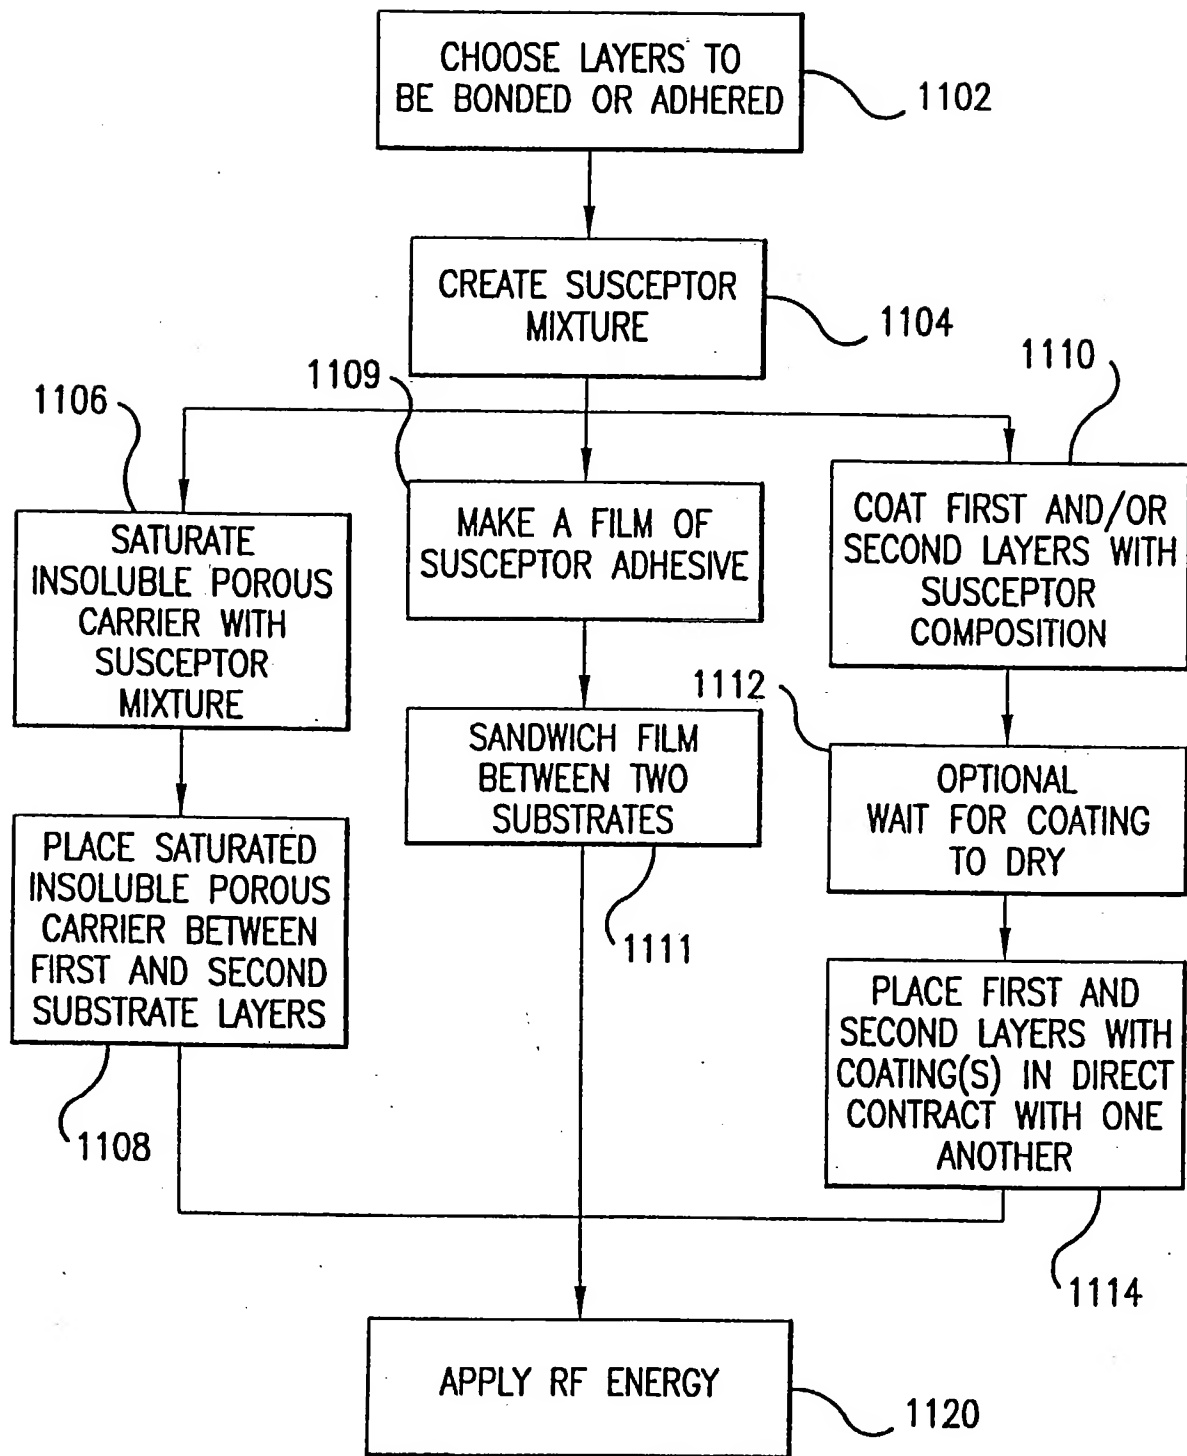 CHOOSE LAYERS TO
BE BONDED OR ADHERED
1102
CREATE SUSCEPTOR
MIXTURE
1104
1106
SATURATE
INSOLUBLE POROUS
CARRIER WITH
SUSCEPTOR
MIXTURE
PLACE SATURATED
INSOLUBLE POROUS
CARRIER BETWEEN
FIRST AND SECOND
SUBSTRATE LAYERS
1108
1109
MAKE A FILM OF
SUSCEPTOR ADHESIVE
SANDWICH FILM
BETWEEN TWO
SUBSTRATES
1111
1110
COAT FIRST AND/OR
SECOND LAYERS WITH
SUSCEPTOR
COMPOSITION
1112
OPTIONAL
WAIT FOR COATING
TO DRY
PLACE FIRST AND
SECOND LAYERS WITH
COATING(S) IN DIRECT
CONTRACT WITH ONE
ANOTHER
1114
APPLY RF ENERGY
1120